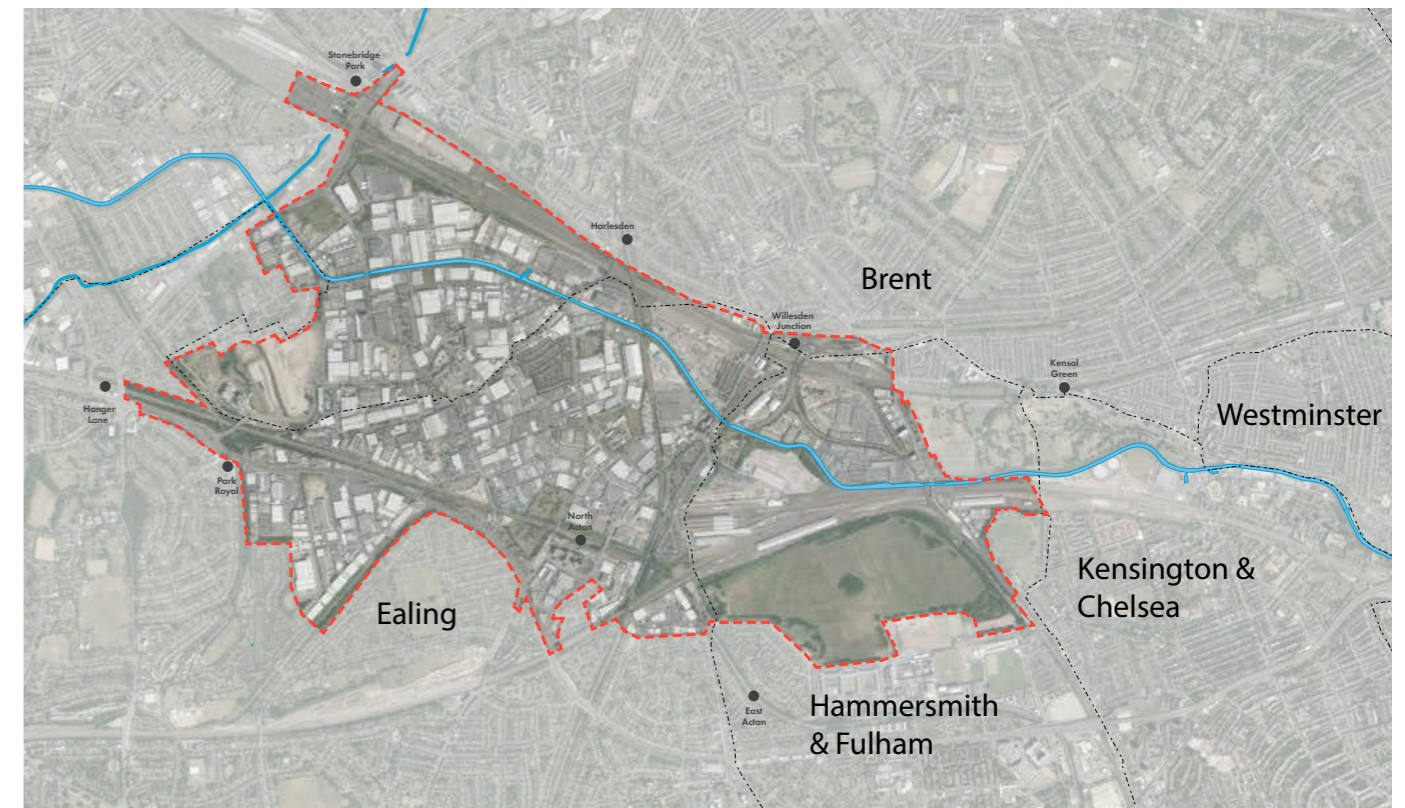 Stonebridge
Park
Harlesden
Brent
Willesden
Junction
Kensal
Green
Hanger
Lane
Westminster
Park
Royal
North
Acton
Kensington &
Chelsea
Ealing
East
Acton
Hammersmith
& Fulham